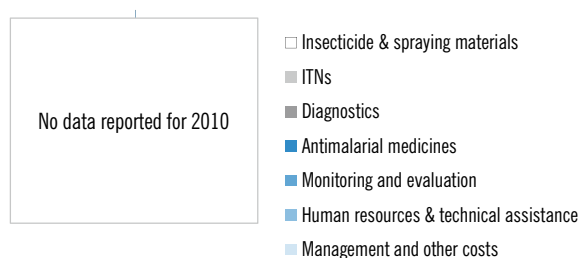 No data reported for 2010
Insecticide & spraying materials
ITNs
Diagnostics
Antimalarial medicines
Monitoring and evaluation
Human resources & technical assistance
Management and other costs